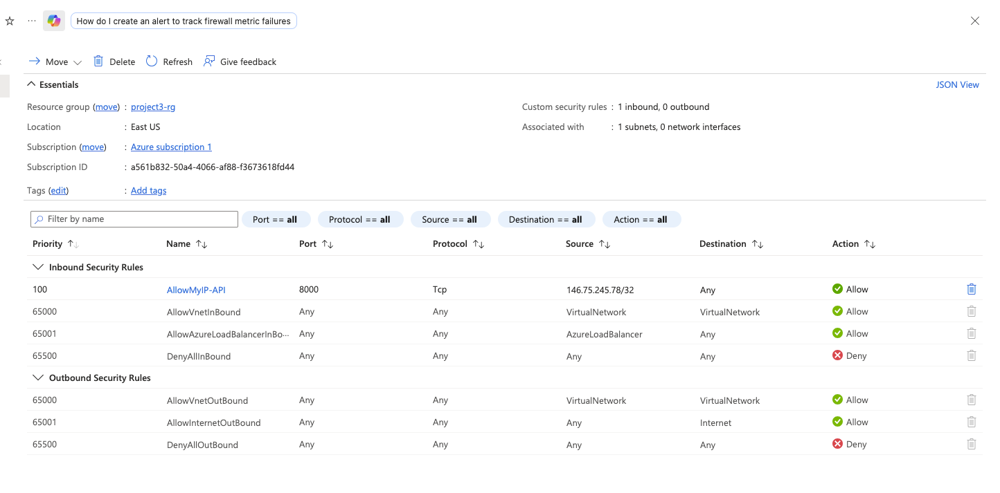 How do I create an alert to track firewall metric failures
Move Delete Refresh Give feedback
Essentials JSON View
Resource group (move) : project3-rg Custom security rules : 1 inbound, 0 outbound
Location : East US Associated with : 1 subnets, 0 network interfaces
Subscription (move) : Azure subscription 1
Subscription ID : a561b832-50a4-4066-af88-f3673618fd44
Tags (edit) : Add tags
Filter by name Port == all Protocol == all Source == all Destination == all Action == all
Priority Name Port Protocol Source Destination Action
Inbound Security Rules
100 AllowMyIP-API 8000 Tcp 146.75.245.78/32 Any Allow
65000 AllowVnetInBound Any Any VirtualNetwork VirtualNetwork Allow
65001 AllowAzureLoadBalancerInBo··· Any Any AzureLoadBalancer Any Allow
65500 DenyAllInBound Any Any Any Any Deny
Outbound Security Rules
65000 AllowVnetOutBound Any Any VirtualNetwork VirtualNetwork Allow
65001 AllowInternetOutBound Any Any Any Internet Allow
65500 DenyAllOutBound Any Any Any Any Deny